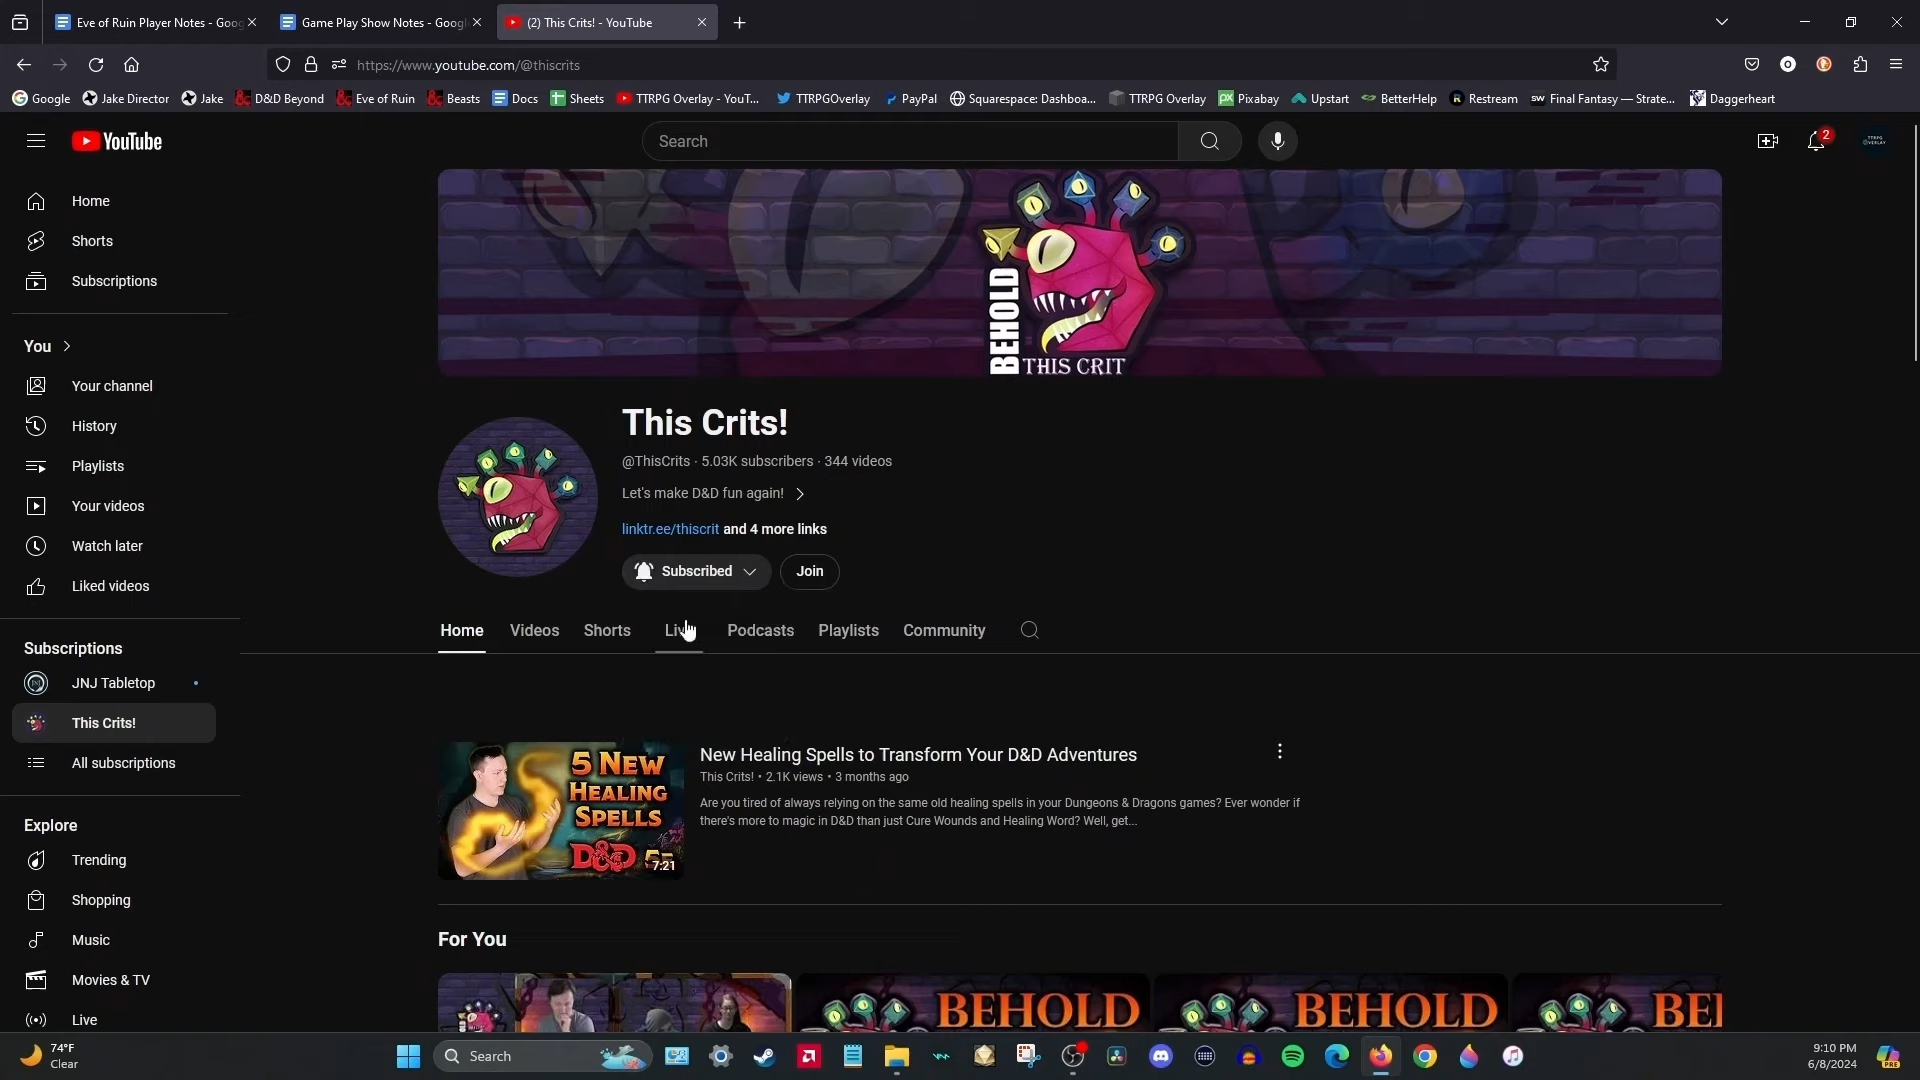 Eve of Ruin Player Notes - Goog
Game Play Show Notes - Googl
(2) This Crits! - YouTube
https://www.youtube.com/@thiscrits
Google
Jake Director
Jake
D&D Beyond
Eve of Ruin
Beasts
Docs
Sheets
TTRPG Overlay - YouT...
TTRPGOverlay
PayPal
Squarespace: Dashboa...
TTRPG Overlay
Pixabay
Upstart
BetterHelp
Restream
Final Fantasy — Strate...
Daggerheart
YouTube
Search
2
Home
Shorts
Subscriptions
You
Your channel
History
Playlists
Your videos
Watch later
Liked videos
Subscriptions
JNJ Tabletop
This Crits!
All subscriptions
Explore
Trending
Shopping
Music
Movies & TV
Live
BEHOLD
THIS CRIT
This Crits!
@ThisCrits · 5.03K subscribers · 344 videos
Let's make D&D fun again!
linktr.ee/thiscrit and 4 more links
Subscribed
Join
Home
Videos
Shorts
Podcasts
Playlists
Community
5 NEW
HEALING
SPELLS
D&D 5E
7:21
New Healing Spells to Transform Your D&D Adventures
This Crits! • 2.1K views • 3 months ago
Are you tired of always relying on the same old healing spells in your Dungeons & Dragons games? Ever wonder if
there's more to magic in D&D than just Cure Wounds and Healing Word? Well, get...
For You
BEHOLD
BEHOLD
BEH
74°F
Clear
Search
PRE
9:10 PM
6/8/2024